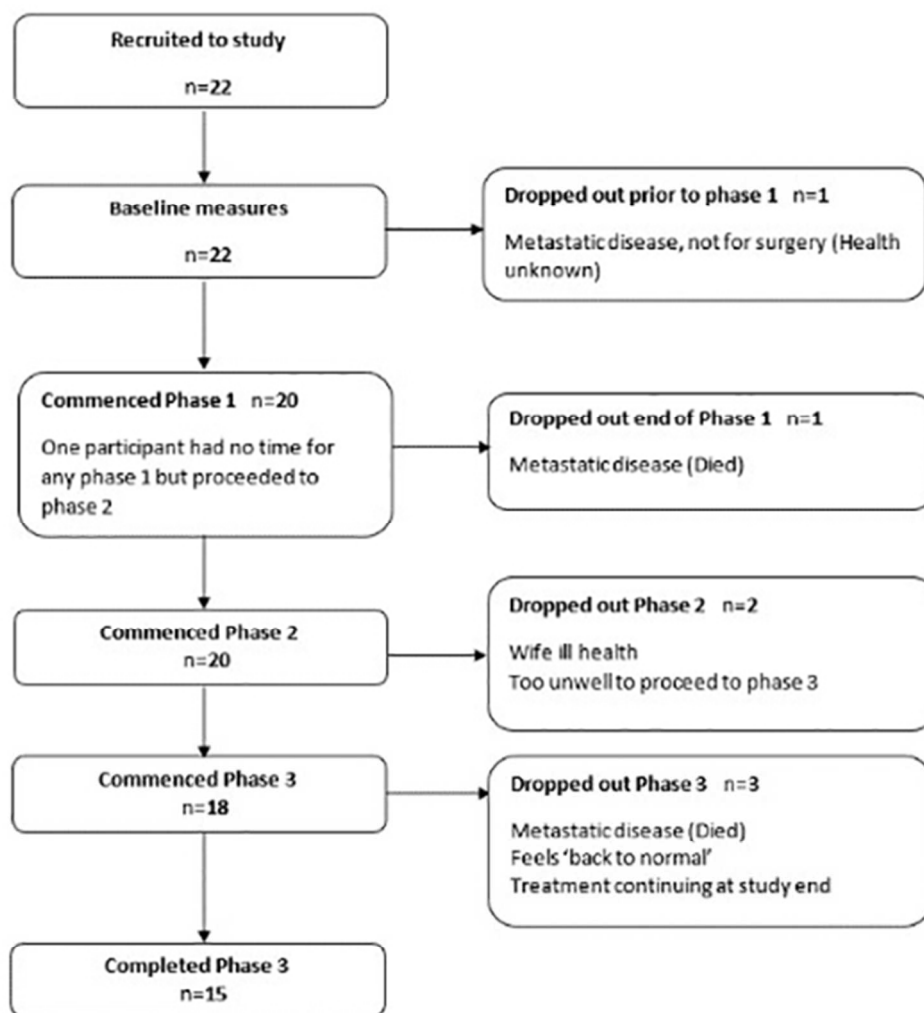 Recruited to study
n=22
Baseline measures
n=22
Dropped out prior to phase 1 n=1
Metastatic disease, not for surgery (Health
unknown)
Commenced Phase 1 n=20
One participant had no time for
any phase 1 but proceeded to
phase 2
Dropped out end of Phase 1 n=1
Metastatic disease (Died)
Commenced Phase 2
n=20
Dropped out Phase 2 n=2
Wife ill health
Too unwell to proceed to phase 3
Commenced Phase 3
n=18
Dropped out Phase 3 n=3
Metastatic disease (Died)
Feels ‘back to normal’
Treatment continuing at study end
Completed Phase 3
n=15